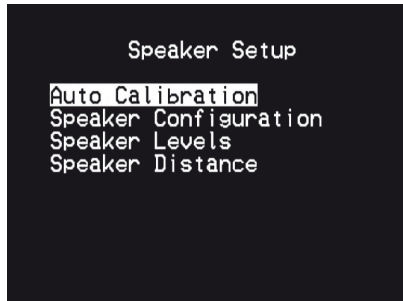 Speaker Setup
Auto Calibration
Speaker Configuration
Speaker Levels
Speaker Distance